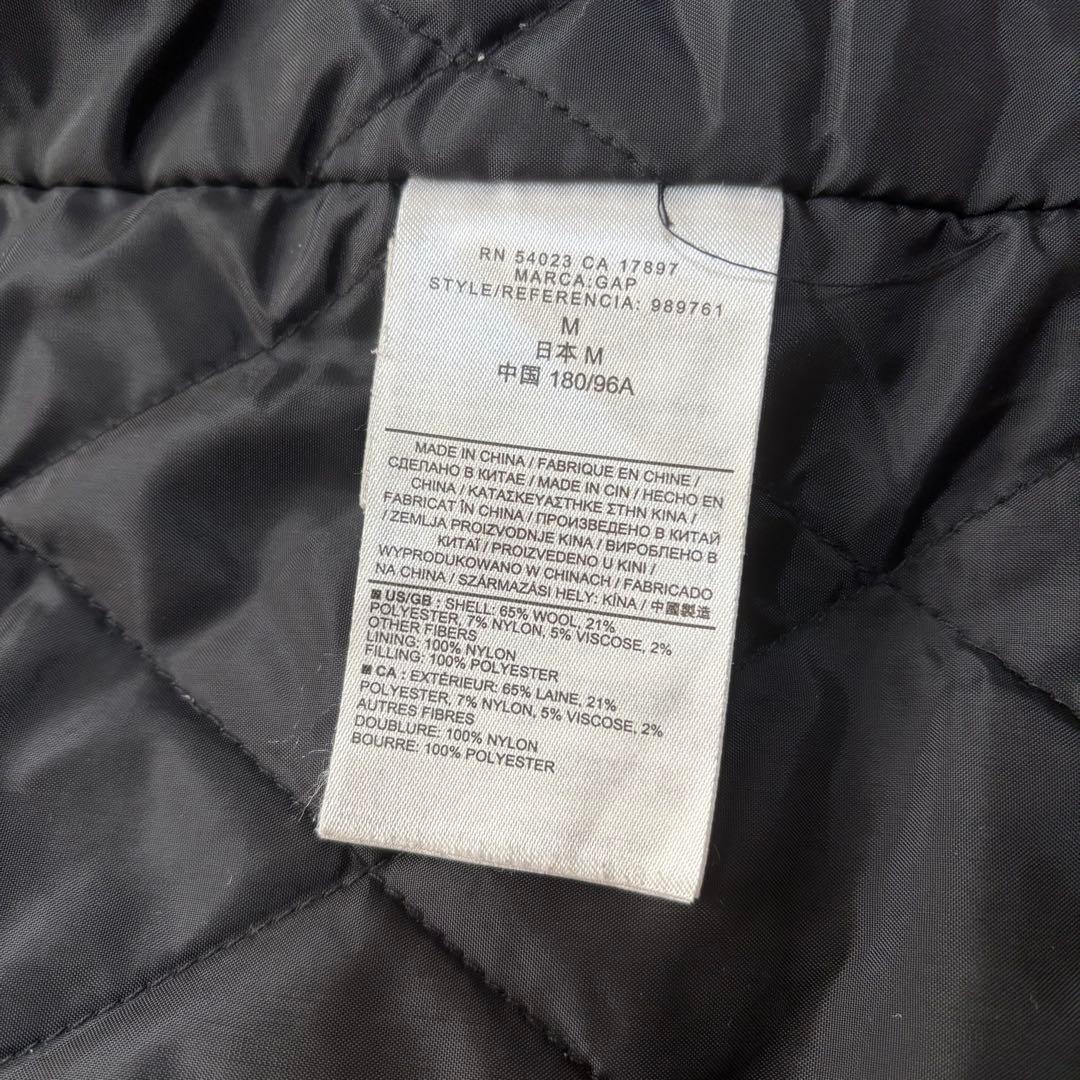 RN 54023 CA 17897
MARCA:GAP
STYLE/REFERENCIA: 989761
M
日本 M
中国 180/96A
MADE IN CHINA / FABRIQUE EN CHINE /
СДЕЛАНО В КИТАЕ / MADE IN CIN / HECHO EN
CHINA / ΚΑΤΑΣΚΕΥΑΣΤΗΚΕ ΣΤΗΝ ΚΙΝΑ /
FABRICAT ÎN CHINA / ПРОИЗВЕДЕНО В КИТАЙ
/ ZEMLJA PROIZVODNJE KINA / ВИРОБЛЕНО В
КИТАЇ / PROIZVEDENO U KINI /
WYPRODUKOWANO W CHINACH / FABRICADO
NA CHINA / SZÁRMAZÁSI HELY: KÍNA / 中國製造
US/GB : SHELL: 65% WOOL, 21%
POLYESTER, 7% NYLON, 5% VISCOSE, 2%
OTHER FIBERS
LINING: 100% NYLON
FILLING: 100% POLYESTER
CA : EXTÉRIEUR: 65% LAINE, 21%
POLYESTER, 7% NYLON, 5% VISCOSE, 2%
AUTRES FIBRES
DOUBLURE: 100% NYLON
BOURRE: 100% POLYESTER